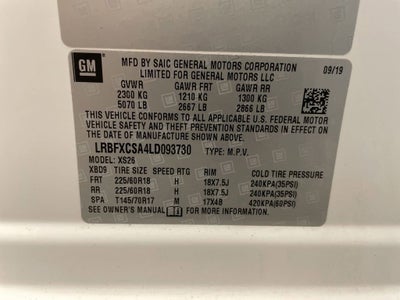 GM
MFD BY SAIC GENERAL MOTORS CORPORATION
LIMITED FOR GENERAL MOTORS LLC
09/19
GVWR GAWR FRT GAWR RR
2300 KG 1210 KG 1300 KG
5070 LB 2667 LB 2866 LB
THIS VEHICLE CONFORMS TO ALL APPLICABLE U.S. FEDERAL MOTOR
VEHICLE SAFETY, BUMPER, AND THEFT PREVENTION STANDARDS IN
EFFECT ON THE DATE OF MANUFACTURE SHOWN ABOVE.
LRBFXCSA4LD093730 TYPE: M.P.V.
MODEL: XS26
XBD9 TIRE SIZE SPEED RTG RIM COLD TIRE PRESSURE
FRT 225/60R18 H 18X7.5J 240KPA(35PSI)
RR 225/60R18 H 18X7.5J 240KPA(35PSI)
SPA T145/70R17 M 17X4B 420KPA(60PSI)
SEE OWNER'S MANUAL FOR MORE INFORMATION.